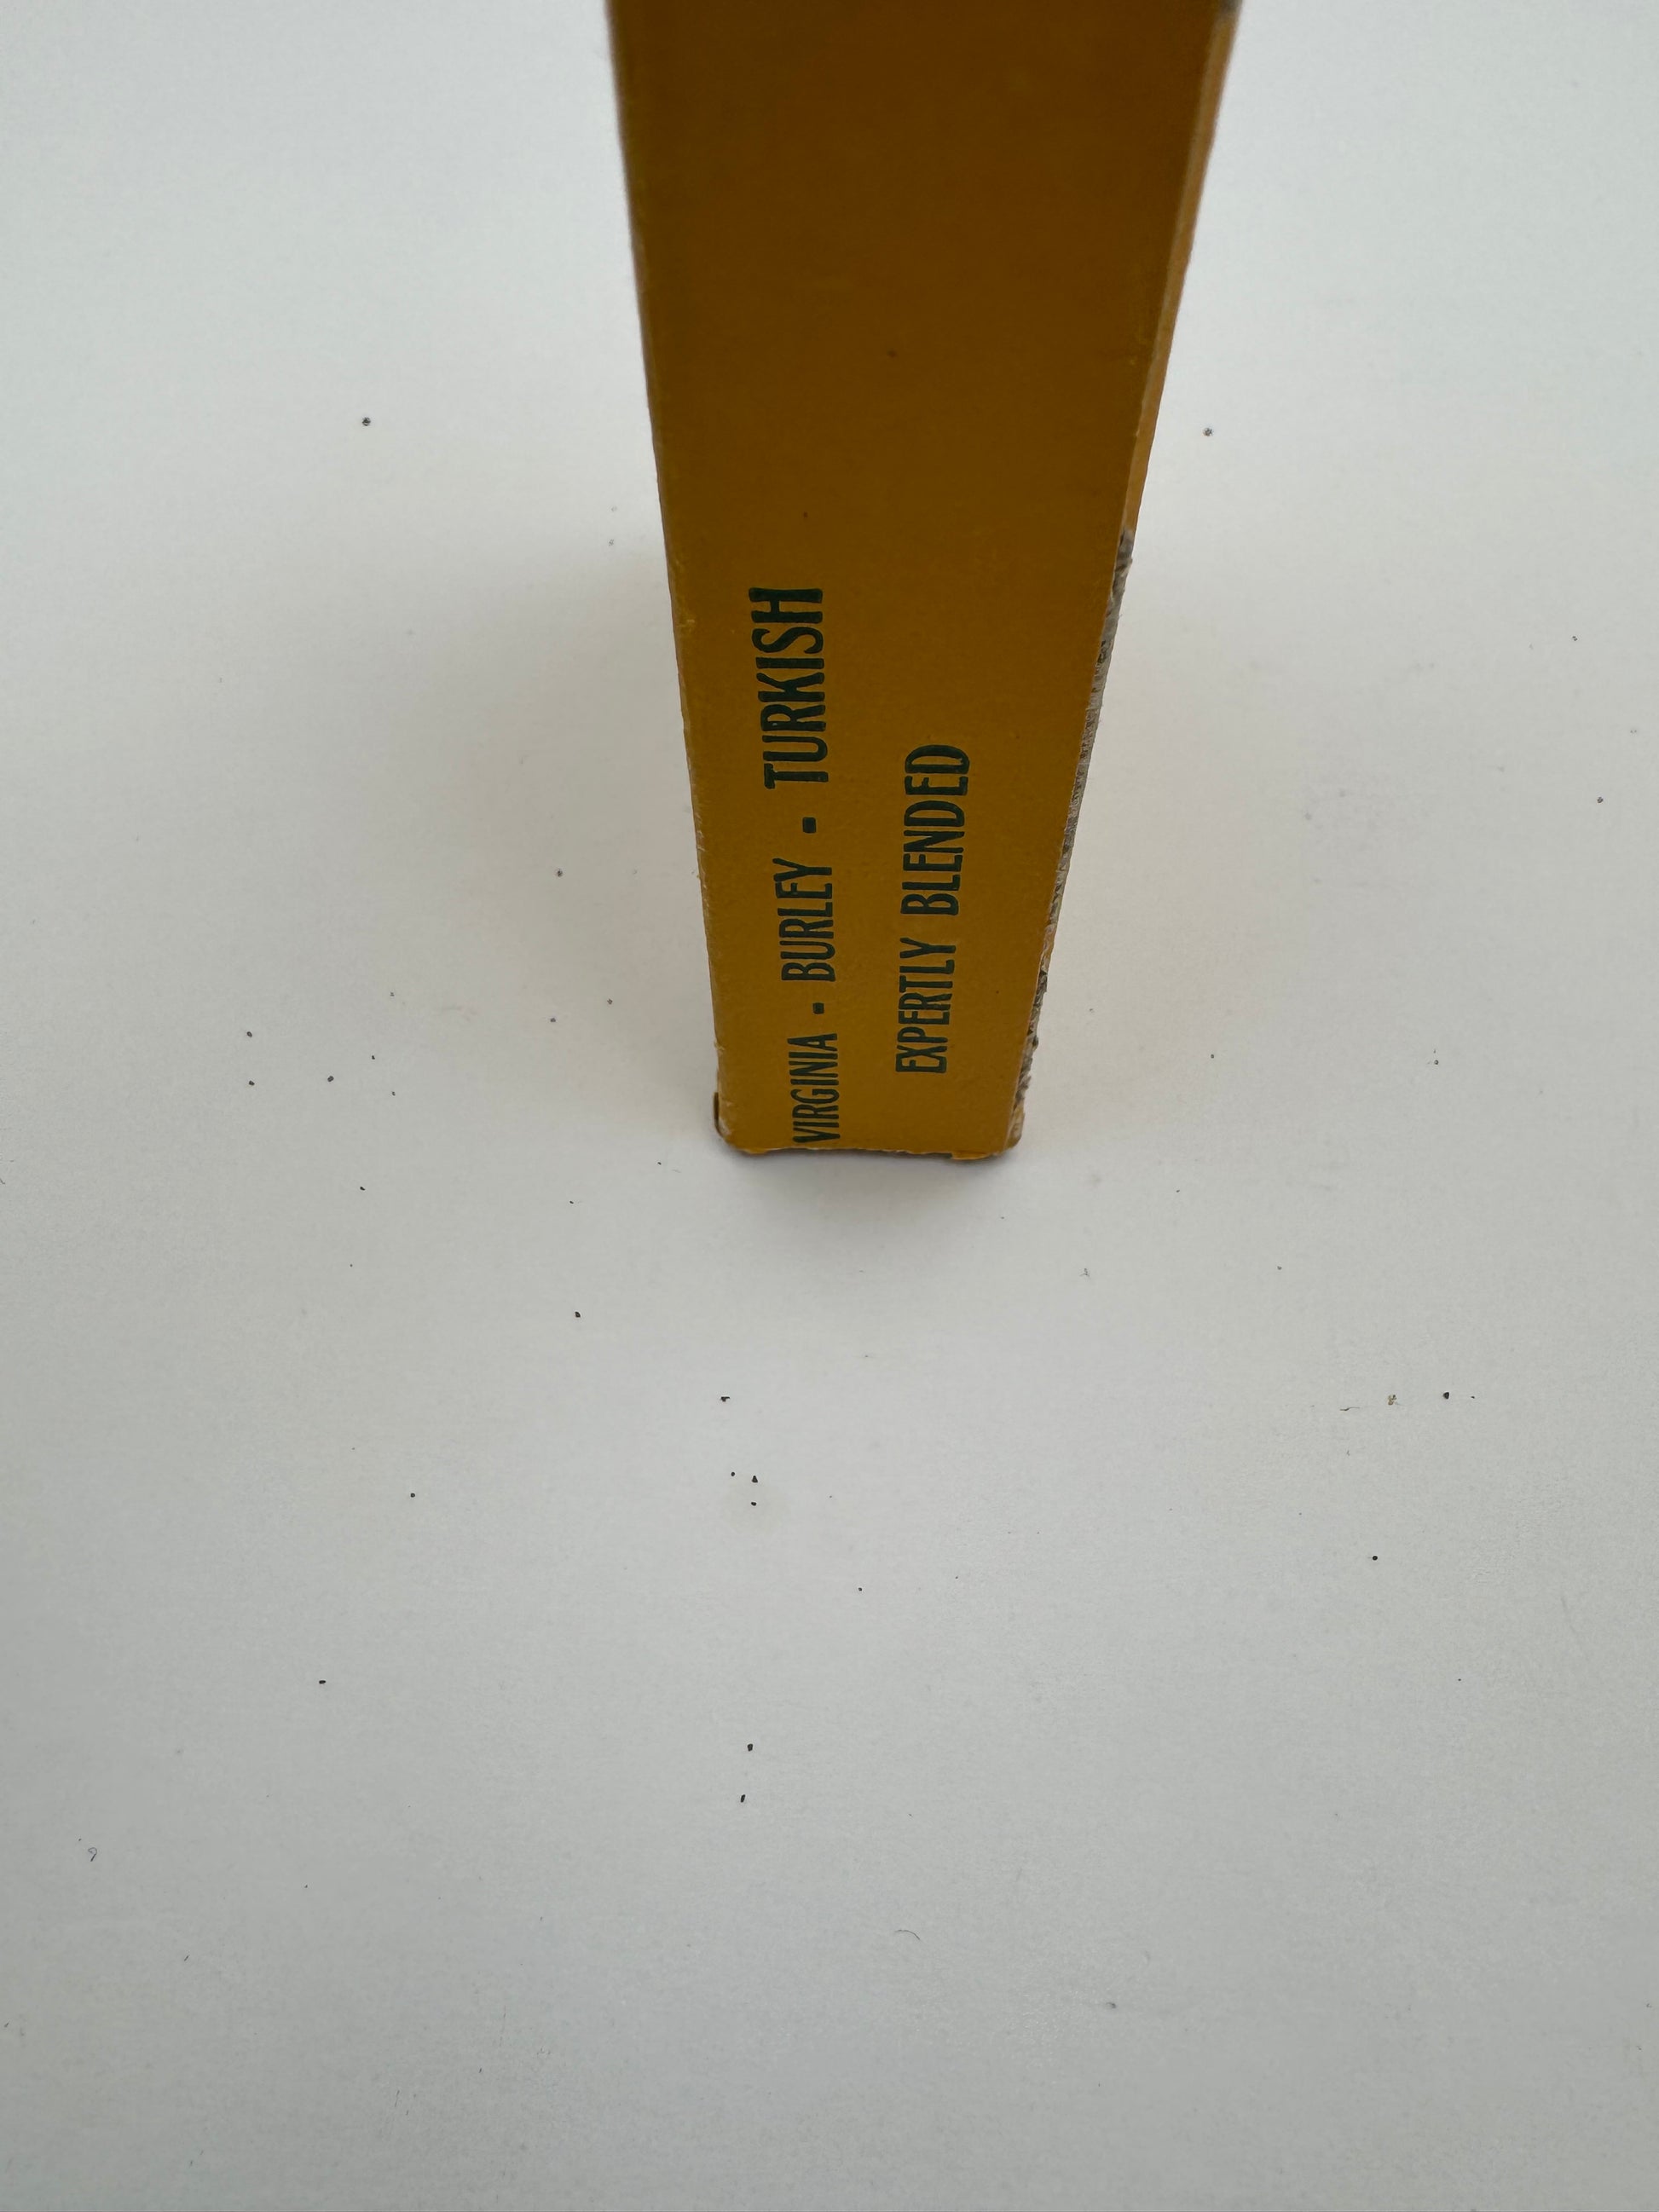 VIRGINIA - BURLEY - TURKISH
EXPERTLY BLENDED